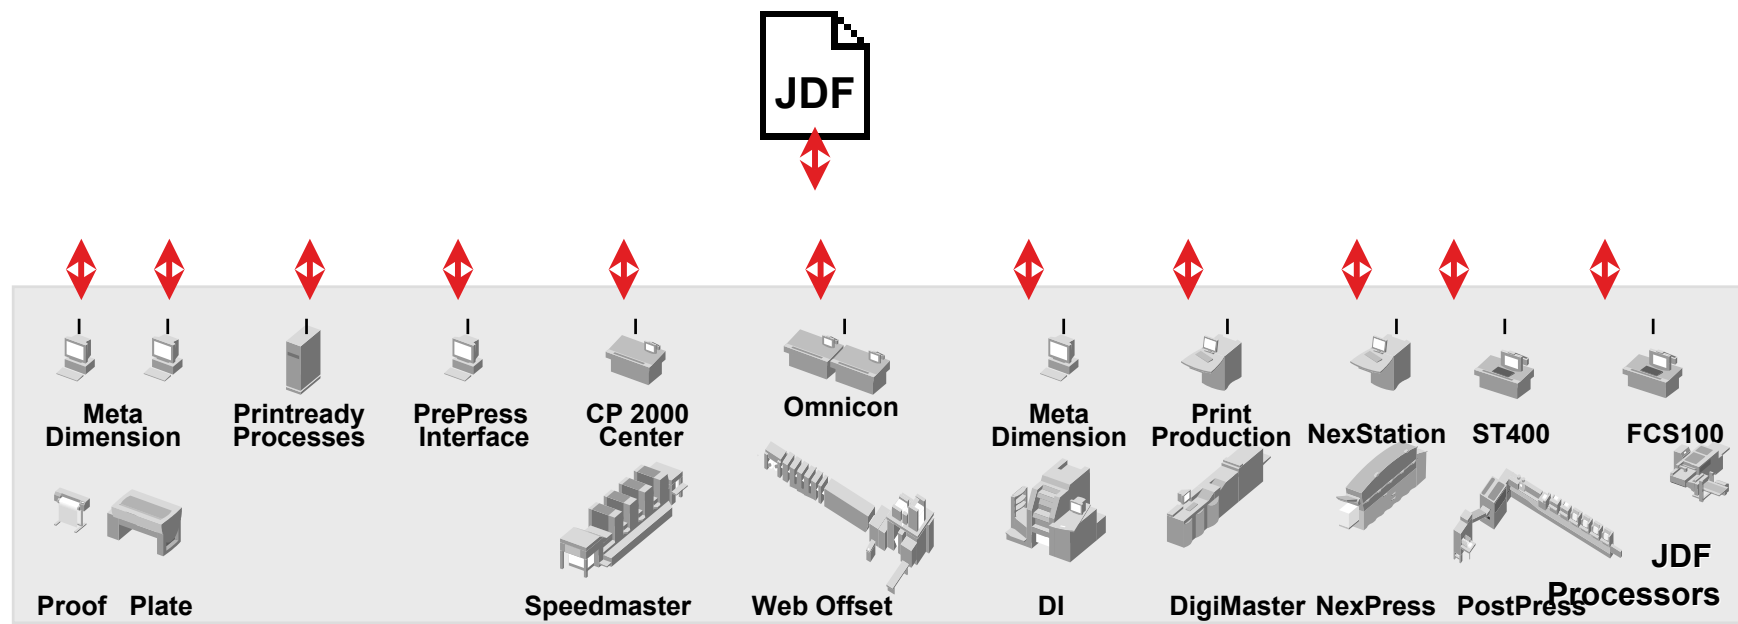 JDF
Meta
Dimension
Printready
Processes
PrePress
Interface
CP 2000
Center
Omnicon
Meta
Dimension
Print
Production
NexStation
ST400
FCS100
Proof
Plate
Speedmaster
Web Offset
DI
DigiMaster
NexPress
PostPress
JDF
Processors